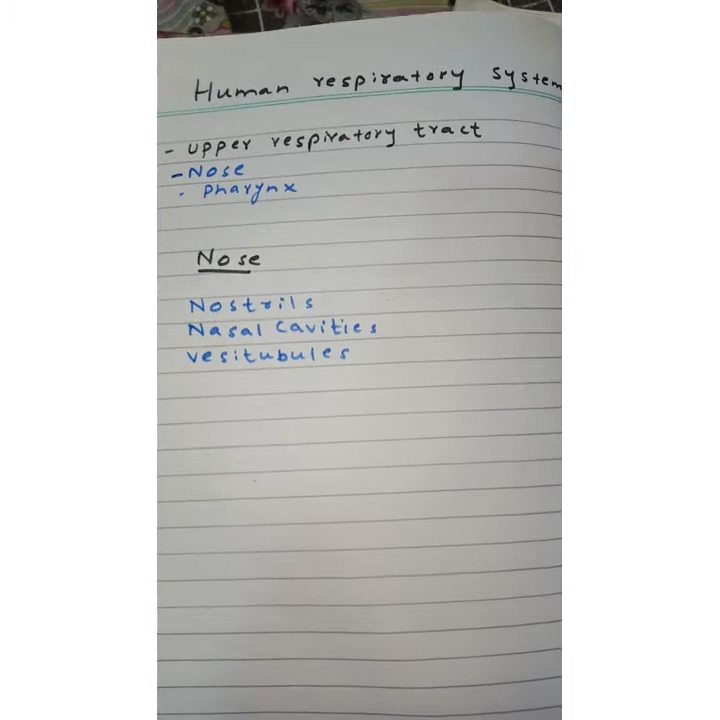 Human respiratory system
- upper respiratory tract
- Nose
- Pharynx
Nose
Nostrils
Nasal Cavities
vesitubules